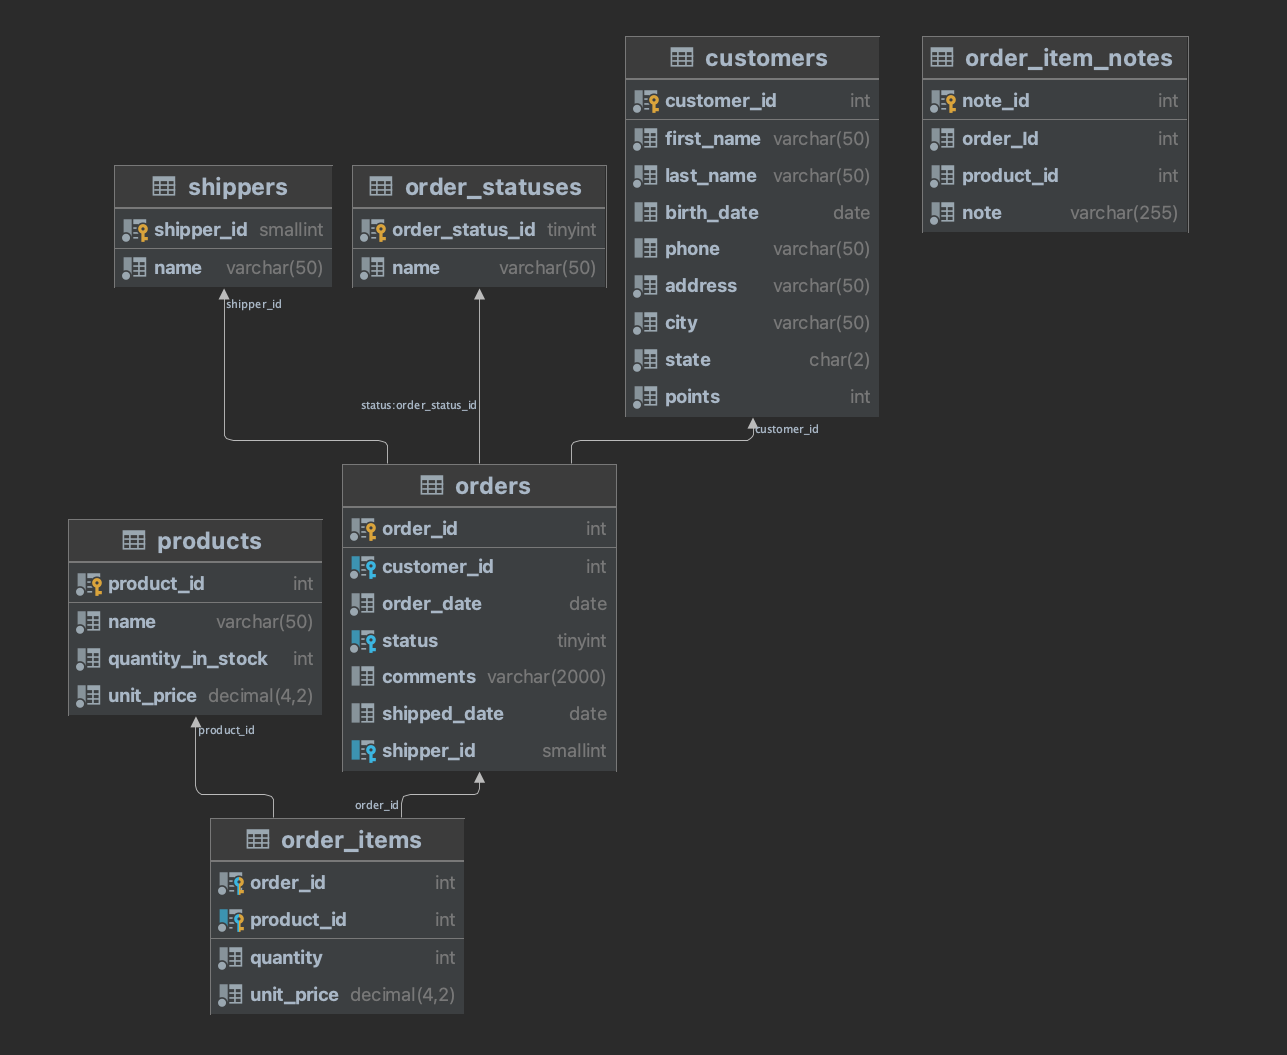 customers
customer_id int
first_name varchar(50)
last_name varchar(50)
birth_date date
phone varchar(50)
address varchar(50)
city varchar(50)
state char(2)
points int
order_item_notes
note_id int
order_Id int
product_id int
note varchar(255)
shippers
shipper_id smallint
name varchar(50)
order_statuses
order_status_id tinyint
name varchar(50)
shipper_id
status:order_status_id
customer_id
orders
order_id int
customer_id int
order_date date
status tinyint
comments varchar(2000)
shipped_date date
shipper_id smallint
products
product_id int
name varchar(50)
quantity_in_stock int
unit_price decimal(4,2)
product_id
order_id
order_items
order_id int
product_id int
quantity int
unit_price decimal(4,2)